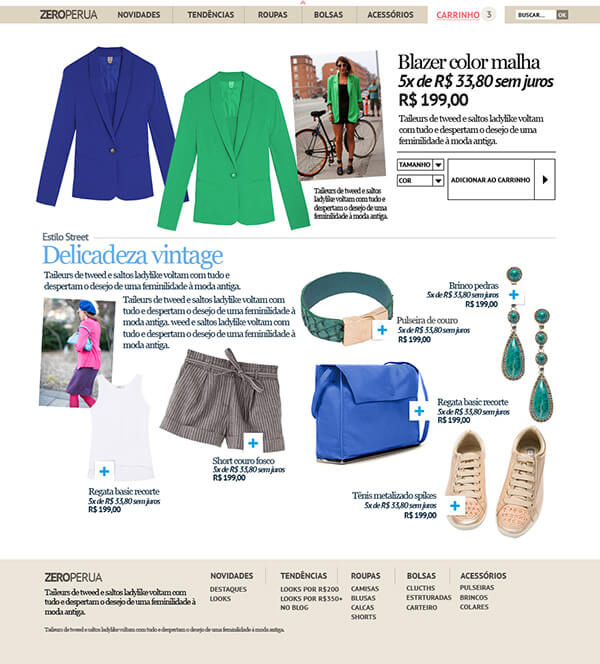 ZEROPERUA NOVIDADES TENDÊNCIAS ROUPAS BOLSAS ACESSÓRIOS CARRINHO 3 BUSCAR... OK
Blazer color malha
5x de R$ 33,80 sem juros
R$ 199,00
Taileurs de tweed e saltos ladylike voltam
com tudo e despertam o desejo de uma
feminilidade à moda antiga.
TAMANHO
COR
ADICIONAR AO CARRINHO
Taileurs de tweed e saltos
ladylike voltam com tudo e
despertam o desejo de uma
feminilidade à moda antiga.
Estilo Street
Delicadeza vintage
Taileurs de tweed e saltos ladylike voltam com tudo e
despertam o desejo de uma feminilidade à moda antiga.
Taileurs de tweed e saltos ladylike voltam com
tudo e despertam o desejo de uma feminilidade à
moda antiga. weed e saltos ladylike voltam com
tudo e despertam o desejo de uma feminilidade à
moda antiga.
Brinco pedras
5x de R$ 33,80 sem juros
R$ 199,00
Pulseira de couro
5x de R$ 33,80 sem juros
R$ 199,00
Regata basic recorte
5x de R$ 33,80 sem juros
R$ 199,00
Short couro fosco
5x de R$ 33,80 sem juros
R$ 199,00
Regata basic recorte
5x de R$ 33,80 sem juros
R$ 199,00
Tênis metalizado spikes
5x de R$ 33,80 sem juros
R$ 199,00
ZEROPERUA
Taileurs de tweed e saltos ladylike voltam com
tudo e despertam o desejo de uma feminilidade à
moda antiga.
Taileurs de tweed e saltos ladylike voltam com tudo e despertam o desejo de uma feminilidade à moda antiga.
NOVIDADES
DESTAQUES
LOOKS
TENDÊNCIAS
LOOKS POR R$200
LOOKS POR R$350+
NO BLOG
ROUPAS
CAMISAS
BLUSAS
CALCAS
SHORTS
BOLSAS
CLUCTHS
ESTRTURADAS
CARTEIRO
ACESSÓRIOS
PULSEIRAS
BRINCOS
COLARES